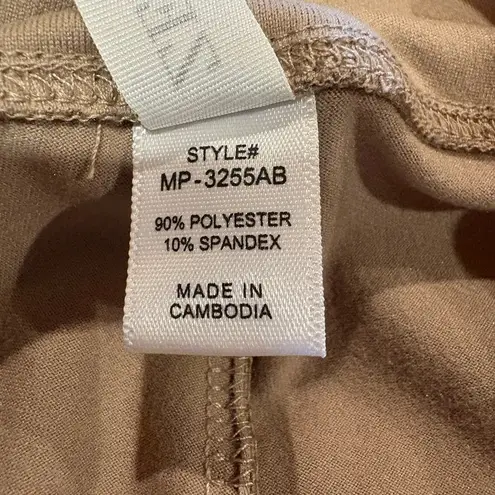 STYLE#
MP-3255AB
90% POLYESTER
10% SPANDEX
MADE IN
CAMBODIA